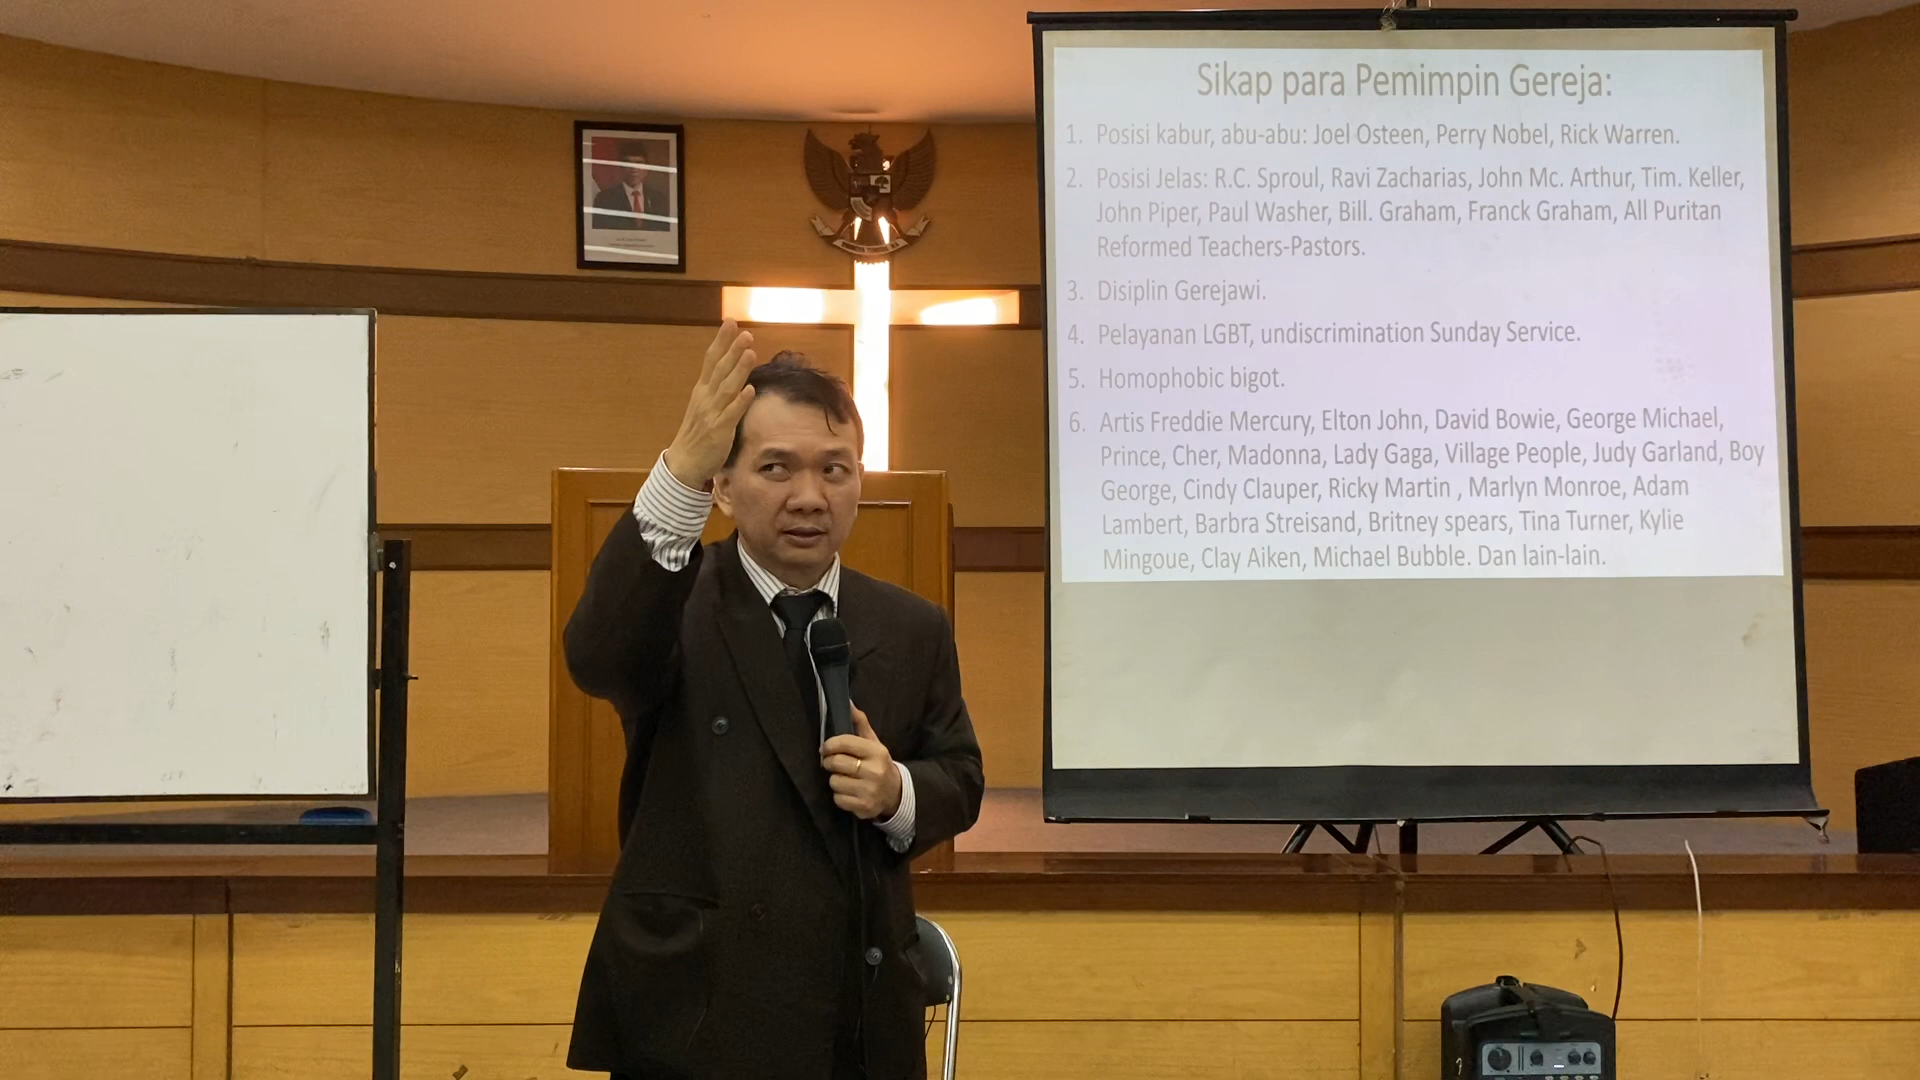 Sikap para Pemimpin Gereja:
1. Posisi kabur, abu-abu: Joel Osteen, Perry Nobel, Rick Warren.
2. Posisi Jelas: R.C. Sproul, Ravi Zacharias, John Mc. Arthur, Tim. Keller,
John Piper, Paul Washer, Bill. Graham, Franck Graham, All Puritan
Reformed Teachers-Pastors.
3. Disiplin Gerejawi.
4. Pelayanan LGBT, undiscrimination Sunday Service.
5. Homophobic bigot.
6. Artis Freddie Mercury, Elton John, David Bowie, George Michael,
Prince, Cher, Madonna, Lady Gaga, Village People, Judy Garland, Boy
George, Cindy Clauper, Ricky Martin , Marlyn Monroe, Adam
Lambert, Barbra Streisand, Britney spears, Tina Turner, Kylie
Mingoue, Clay Aiken, Michael Bubble. Dan lain-lain.